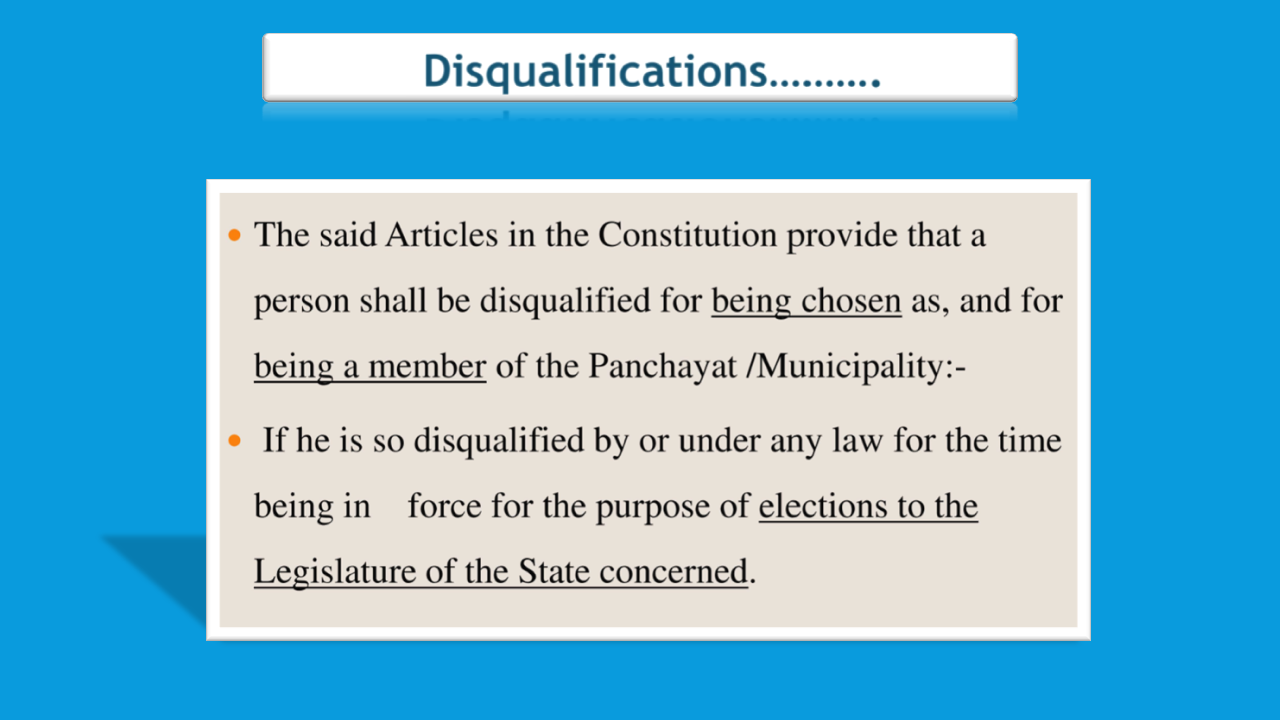 Disqualifications..........
• The said Articles in the Constitution provide that a
person shall be disqualified for being chosen as, and for
being a member of the Panchayat /Municipality:-
• If he is so disqualified by or under any law for the time
being in    force for the purpose of elections to the
Legislature of the State concerned.